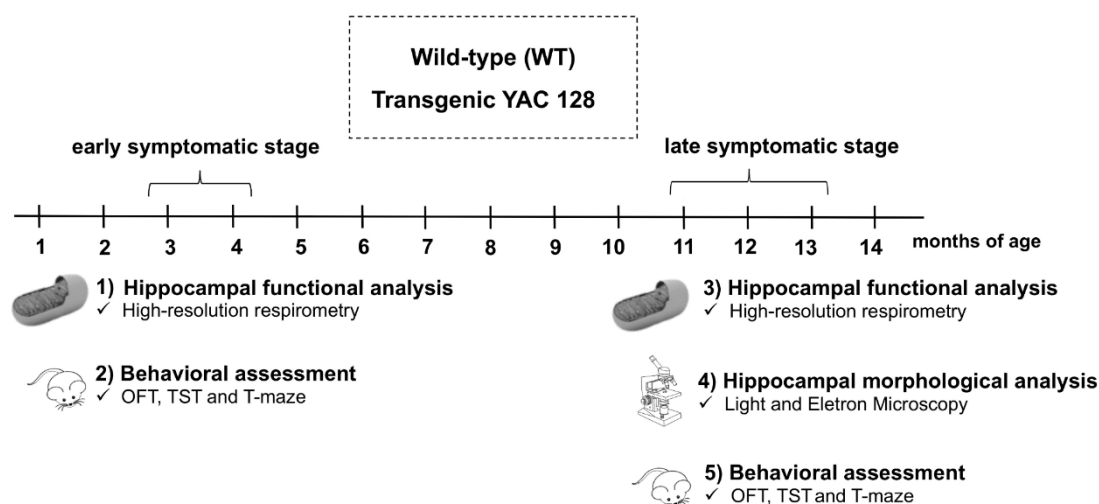 Wild-type (WT)
Transgenic YAC 128
early symptomatic stage
late symptomatic stage
1 2 3 4 5 6 7 8 9 10 11 12 13 14 months of age
1) Hippocampal functional analysis
✓ High-resolution respirometry
2) Behavioral assessment
✓ OFT, TST and T-maze
3) Hippocampal functional analysis
✓ High-resolution respirometry
4) Hippocampal morphological analysis
✓ Light and Eletron Microscopy
5) Behavioral assessment
✓ OFT, TST and T-maze